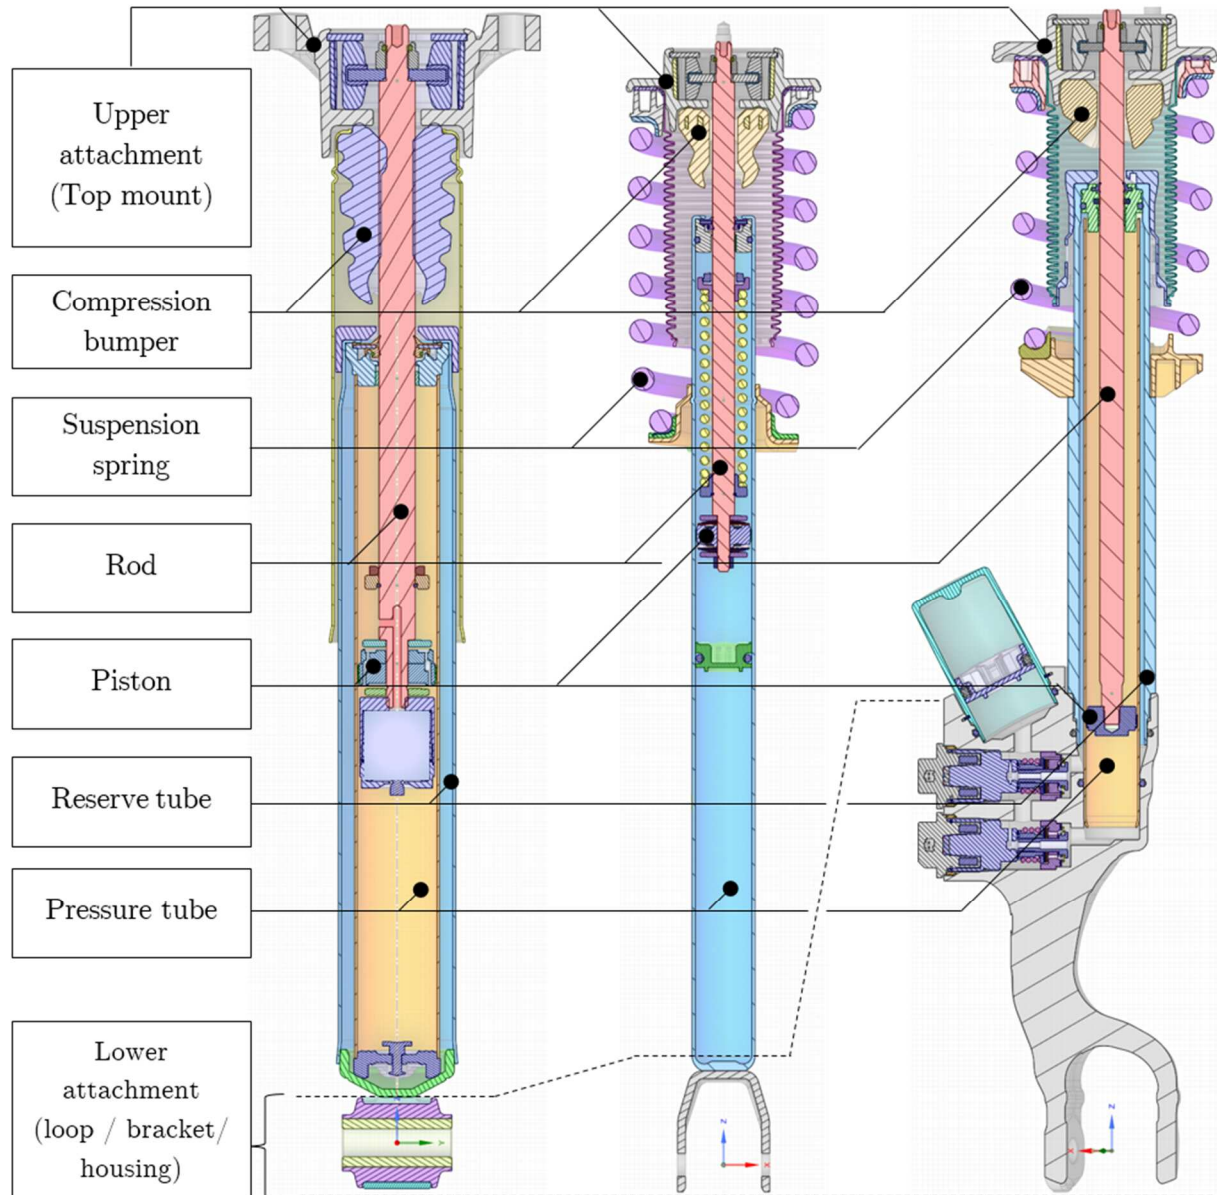 Upper
attachment
(Top mount)
Compression
bumper
Suspension
spring
Rod
Piston
Reserve tube
Pressure tube
Lower
attachment
(loop / bracket/
housing)
Z
Y
Z
X
Z
X